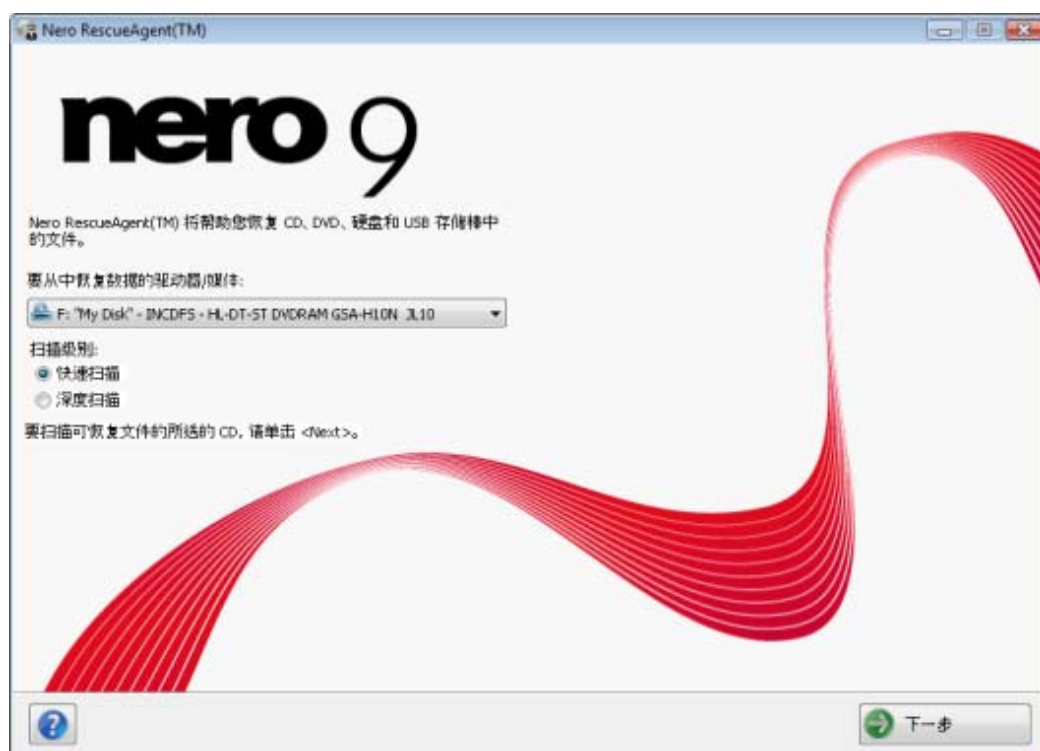 Nero RescueAgent(TM)
nero 9
Nero RescueAgent(TM) 将帮助您恢复 CD、DVD、硬盘和 USB 存储棒中
的文件。
要从中恢复数据的驱动器/媒体:
F: "My Disk" - INCDFS - HL-DT-ST DVDRAM GSA-H10N JL10
扫描级别:
快速扫描
深度扫描
要扫描可恢复文件的所选的 CD, 请单击 <Next>。
?
下一步